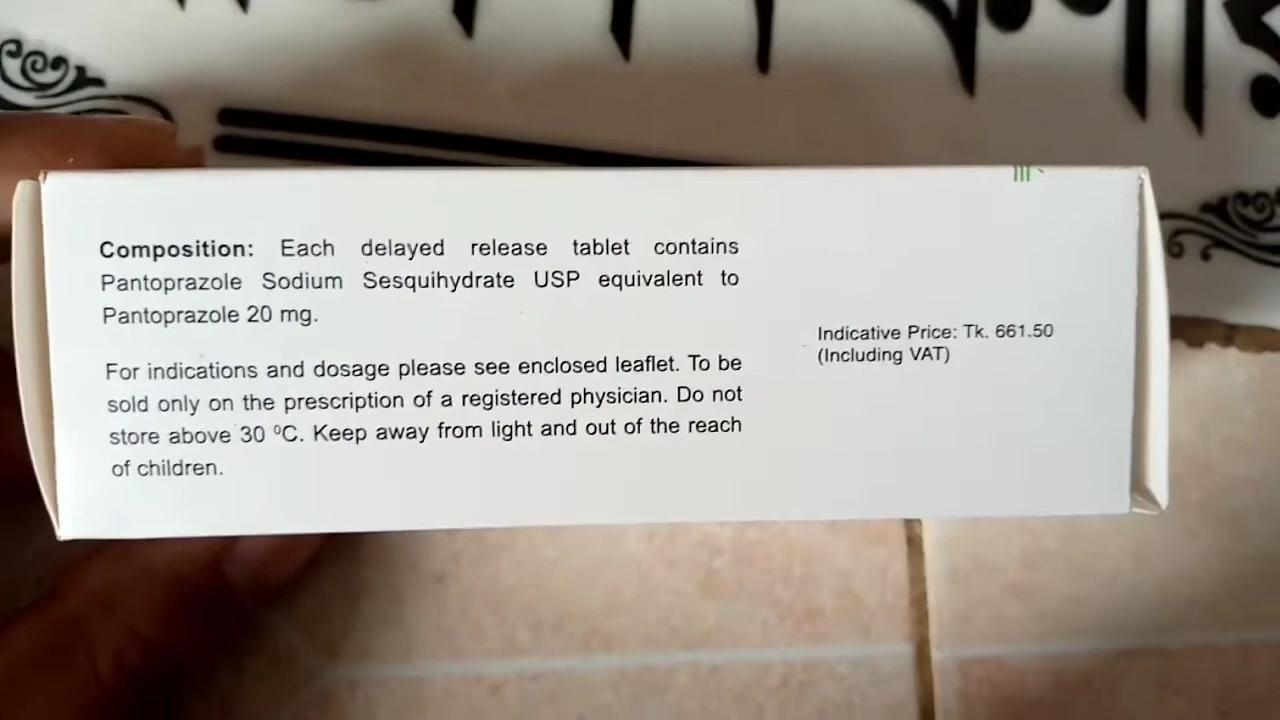 Composition: Each delayed release tablet contains
Pantoprazole Sodium Sesquihydrate USP equivalent to
Pantoprazole 20 mg.
For indications and dosage please see enclosed leaflet. To be
sold only on the prescription of a registered physician. Do not
store above 30 ºC. Keep away from light and out of the reach
of children.
Indicative Price: Tk. 661.50
(Including VAT)